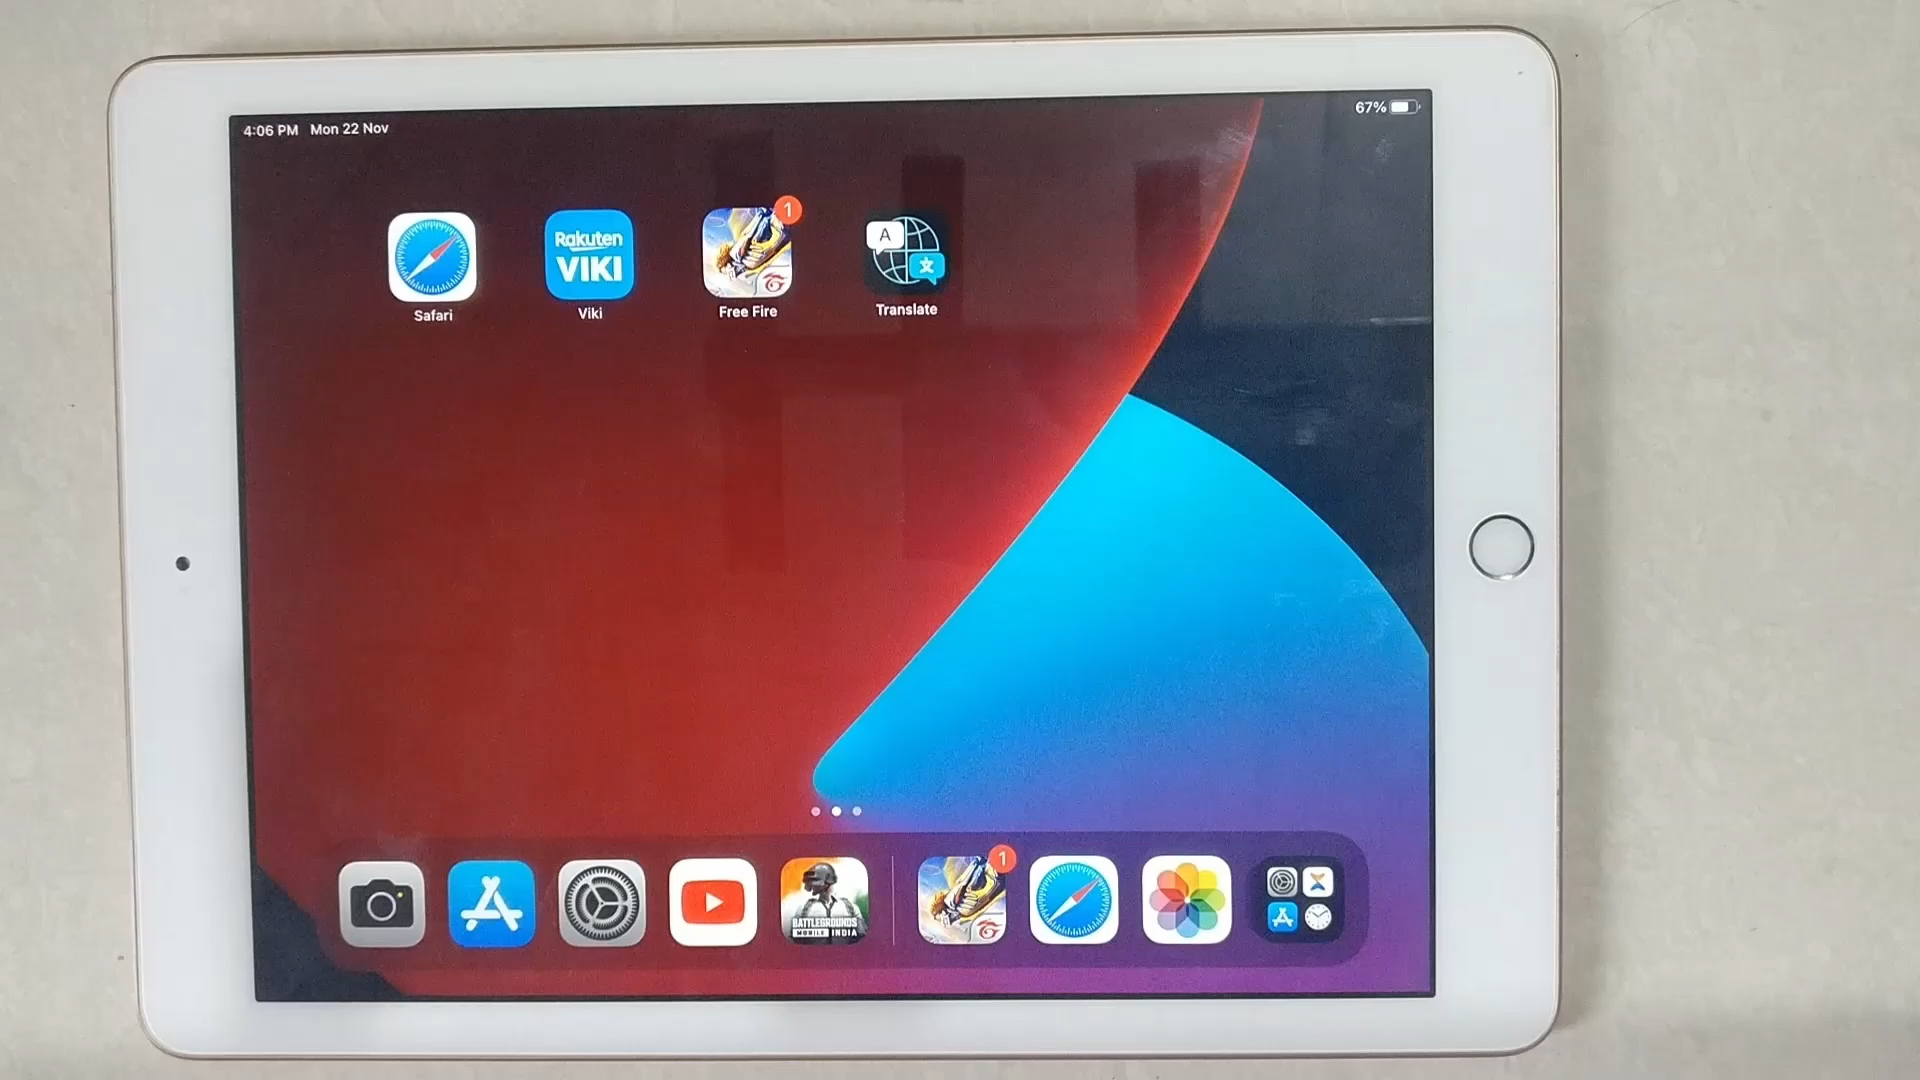 4:06 PM Mon 22 Nov
67%
1
Rakuten
VIKI
A
文
Safari
Viki
Free Fire
Translate
1
BATTLEGROUNDS
MOBILE INDIA